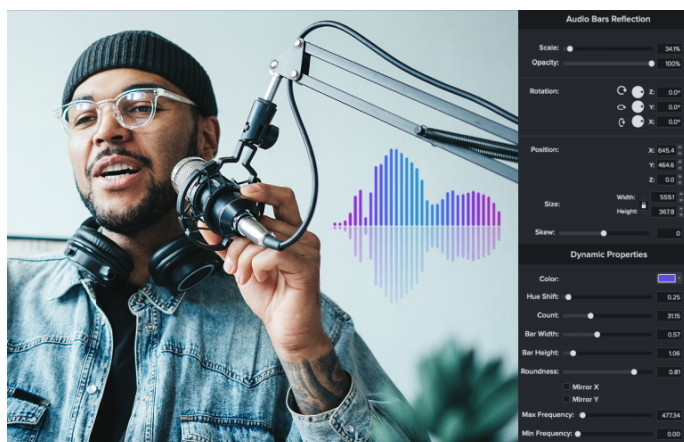 Audio Bars Reflection
Scale: 34.1%
Opacity: 100%
Rotation: Z: 0.0°
Y: 0.0°
X: 0.0°
Position: X: 645.4
Y: 464.6
Z: 0.0
Size: Width: 559.1
Height: 367.8
Skew: 0
Dynamic Properties
Color:
Hue Shift: 0.25
Count: 31.15
Bar Width: 0.57
Bar Height: 1.06
Roundness: 0.81
Mirror X
Mirror Y
Max Frequency: 477.34
Min Frequency: 0.00